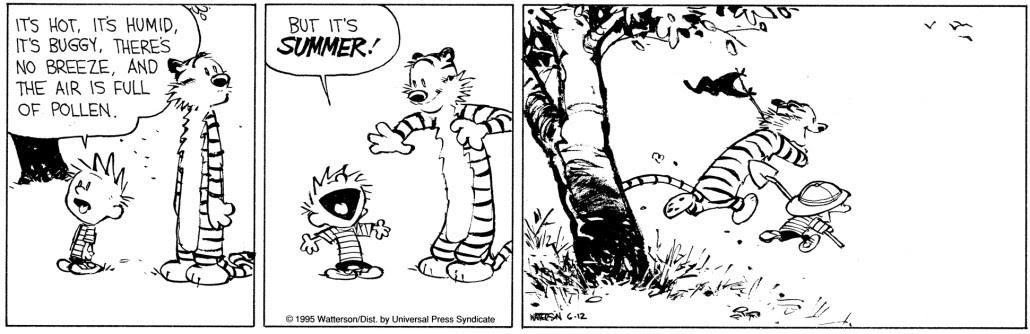 IT'S HOT, IT'S HUMID,
IT'S BUGGY, THERE'S
NO BREEZE, AND
THE AIR IS FULL
OF POLLEN.
BUT IT'S
SUMMER!
© 1995 Watterson/Dist. by Universal Press Syndicate
WATTERSON 6-12